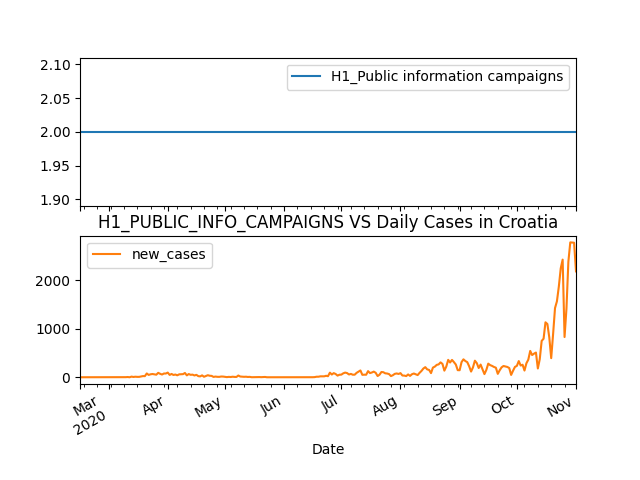 2.10
2.05
2.00
1.95
1.90
H1_Public information campaigns
H1_PUBLIC_INFO_CAMPAIGNS VS Daily Cases in Croatia
new_cases
2000
1000
0
Mar
2020
Apr
May
Jun
Jul
Aug
Sep
Oct
Nov
Date